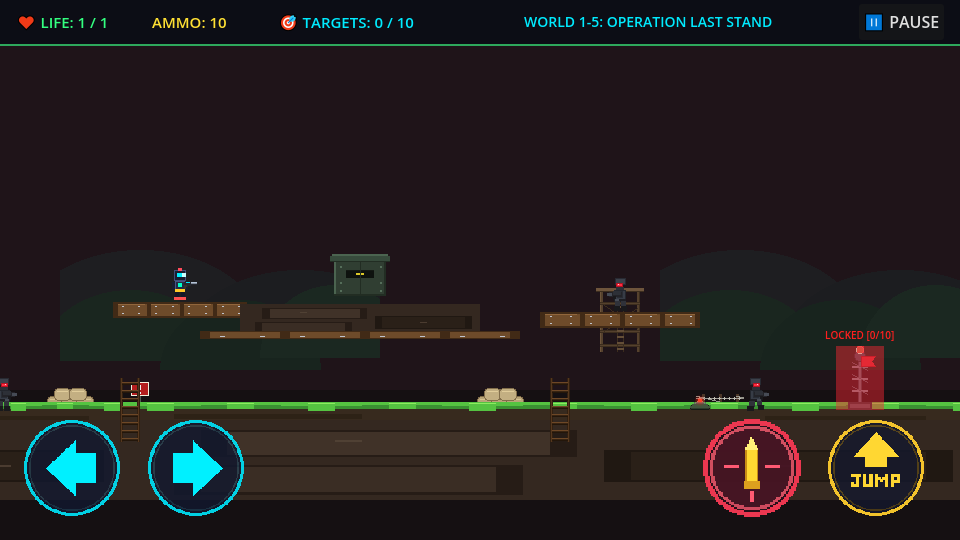 LIFE: 1 / 1
AMMO: 10
TARGETS: 0 / 10
WORLD 1-5: OPERATION LAST STAND
PAUSE
LOCKED [0/10]
JUMP